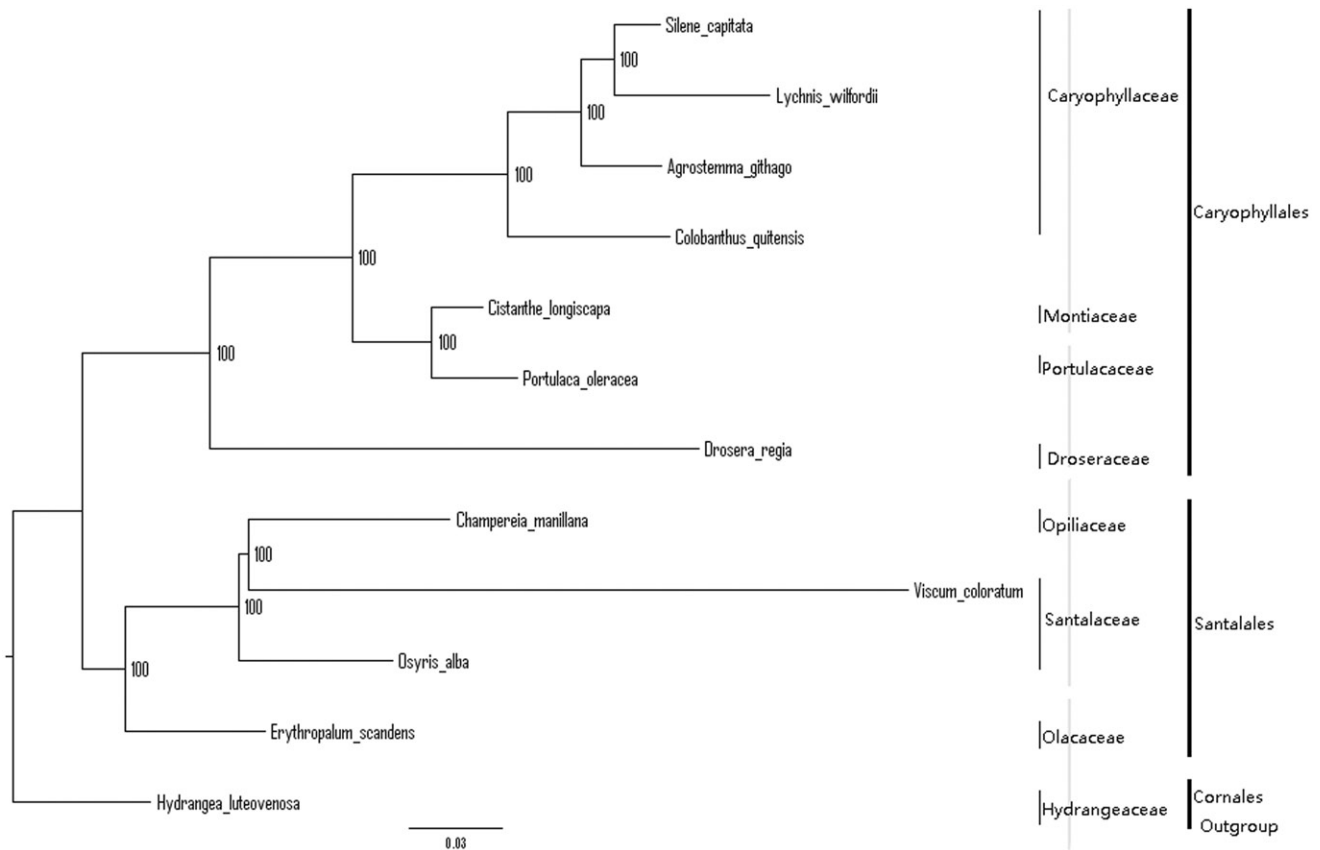 Silene_capitata
100
Lychnis_wilfordii
Caryophyllaceae
100
Agrostemma_githago
100
Caryophyllales
Colobanthus_quitensis
100
Cistanthe_longiscapa
Montiaceae
100
100
Portulacaceae
Portulaca_oleracea
Drosera_regia
Droseraceae
Champereia_manillana
Opiliaceae
100
Viscum_coloratum
100
Santalaceae
Santalales
Osyris_alba
100
Erythropalum_scandens
Olacaceae
Hydrangea_luteovenosa
Hydrangeaceae
Cornales
Outgroup
0.03